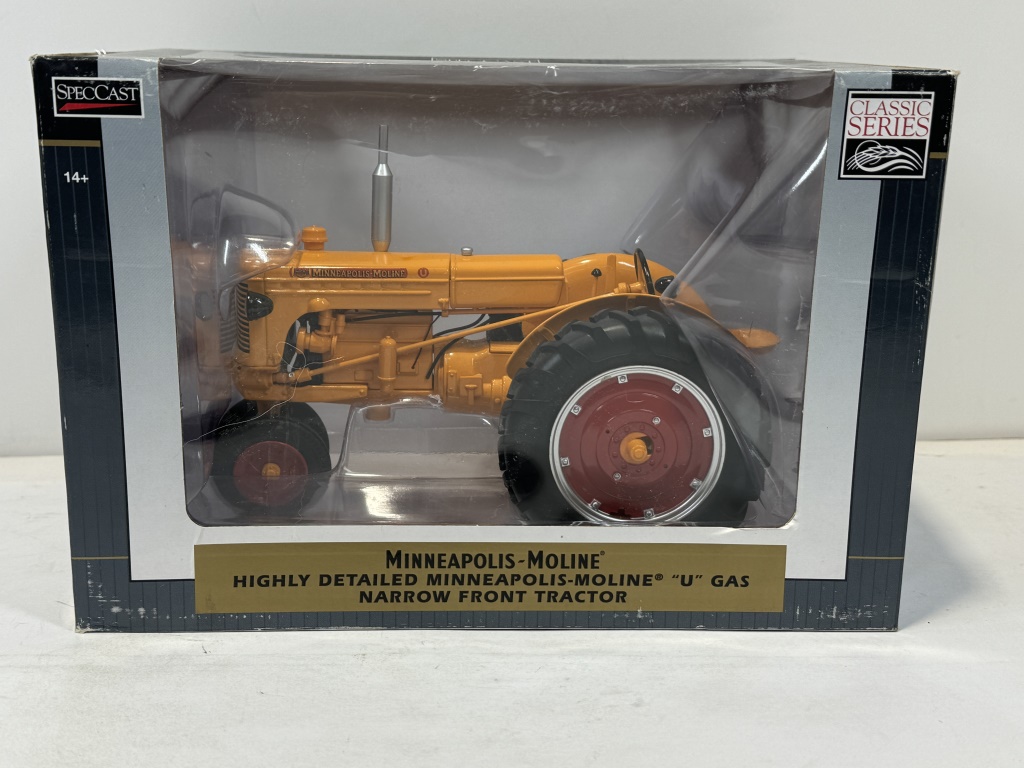 SPECCAST
CLASSIC
SERIES
14+
MINNEAPOLIS-MOLINE U
MINNEAPOLIS-MOLINE®
HIGHLY DETAILED MINNEAPOLIS-MOLINE® "U" GAS
NARROW FRONT TRACTOR